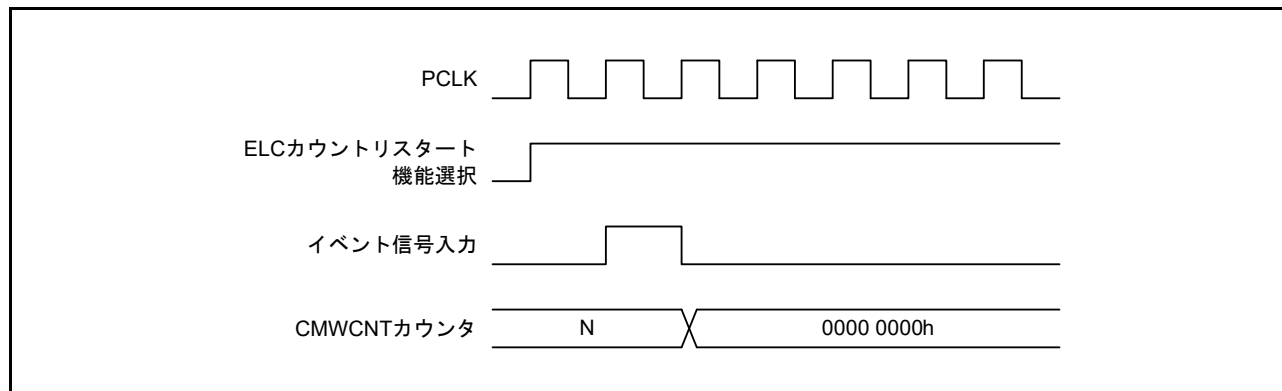 PCLK
ELCカウントリスタート
機能選択
イベント信号入力
CMWCNTカウンタ
N
0000 0000h